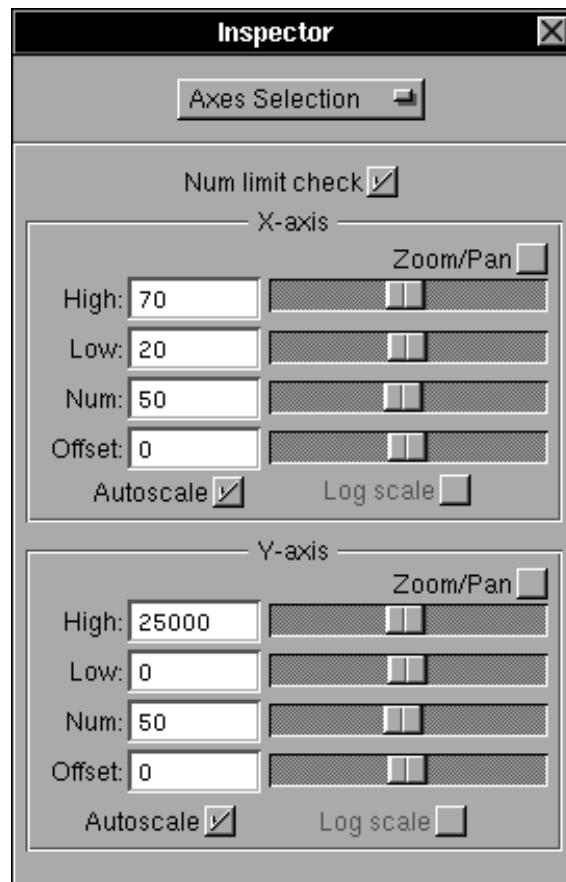 Inspector
Axes Selection
Num limit check
X-axis
Zoom/Pan
High: 70
Low: 20
Num: 50
Offset: 0
Autoscale Log scale
Y-axis
Zoom/Pan
High: 25000
Low: 0
Num: 50
Offset: 0
Autoscale Log scale